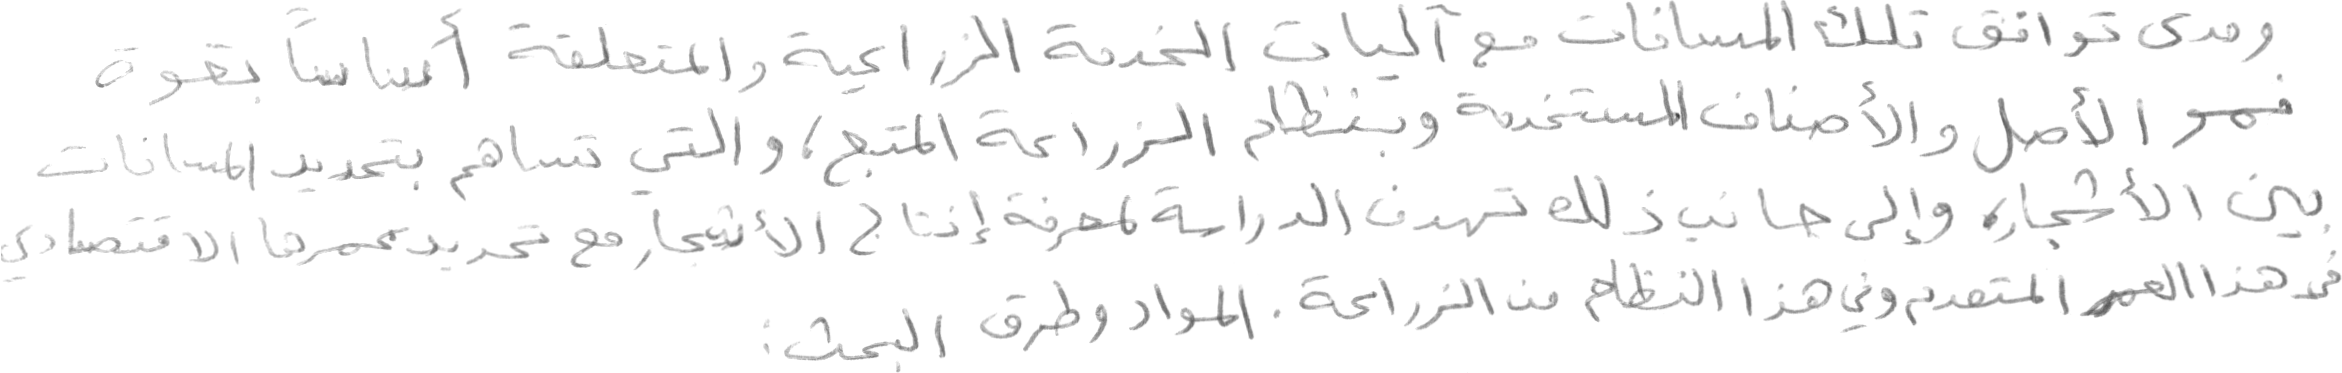 ومدى توافق تلك المسافات مع آليات الخدمة الزراعية والمتعلقة أساساً بقوة
نمو الأصل والأصناف المستخدمة وبنظام الزراعة المتبع، والتي تساهم بتحديد المسافات
بين الأشجار، وإلى جانب ذلك تهدف الدراسة لمعرفة إنتاج الأشجار مع تحديد عمرها الاقتصادي
في هذا العمر المتقدم وفي هذا النظام من الزراعة. المواد وطرق البحث: